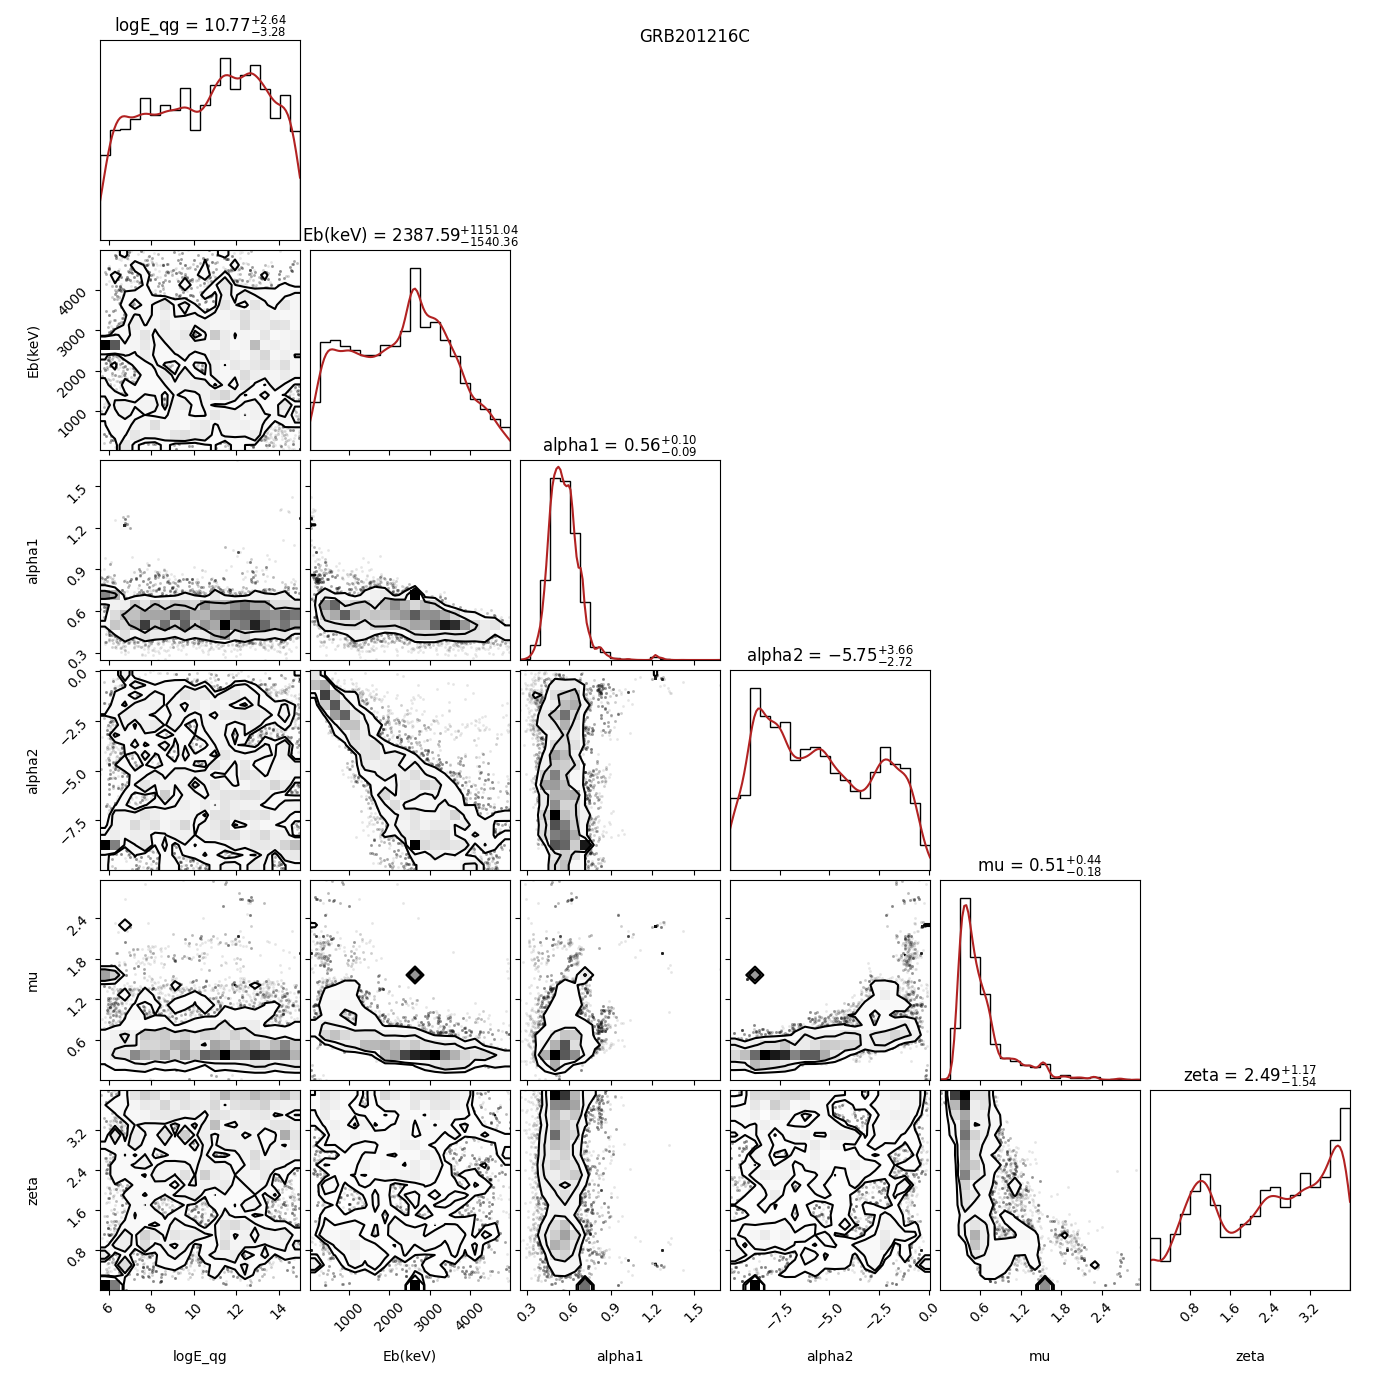 GRB201216C
logE_qg = 10.77+2.64 −3.28
Eb(keV) = 2387.59+1151.04 −1540.36
Eb(keV)
4000
3000
2000
1000
alpha1 = 0.56+0.10 −0.09
alpha1
1.5
1.2
0.9
0.6
0.3
alpha2 = −5.75+3.66 −2.72
alpha2
0.0
−2.5
−5.0
−7.5
mu = 0.51+0.44 −0.18
mu
2.4
1.8
1.2
0.6
zeta = 2.49+1.17 −1.54
zeta
3.2
2.4
1.6
0.8
6 8 10 12 14
1000 2000 3000 4000
0.3 0.6 0.9 1.2 1.5
−7.5 −5.0 −2.5 0.0
0.6 1.2 1.8 2.4
0.8 1.6 2.4 3.2
logE_qg Eb(keV) alpha1 alpha2 mu zeta